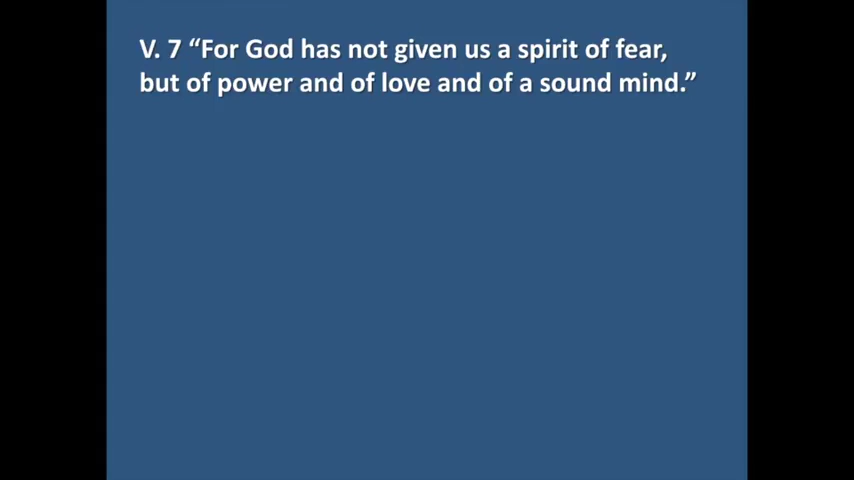 V. 7 “For God has not given us a spirit of fear,
but of power and of love and of a sound mind.”